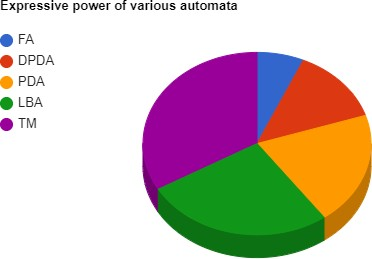 Expressive power of various automata
FA
DPDA
PDA
LBA
TM